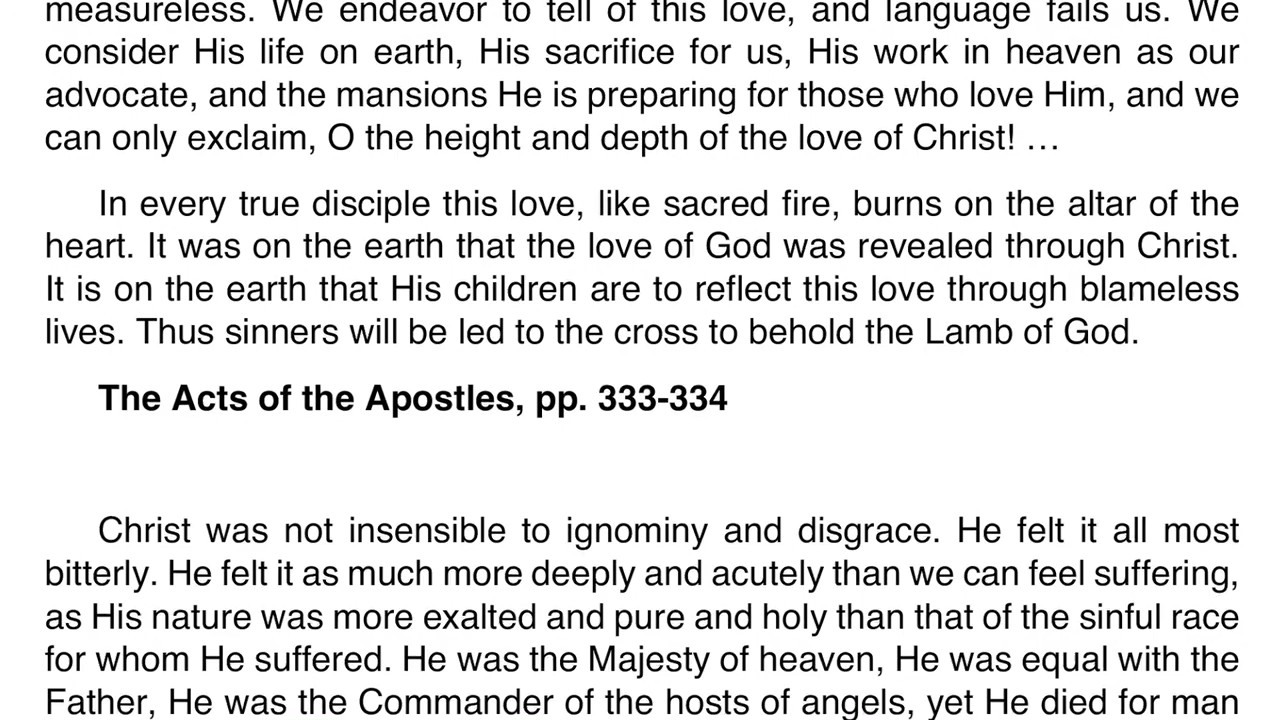 measureless. We endeavor to tell of this love, and language fails us. We
consider His life on earth, His sacrifice for us, His work in heaven as our
advocate, and the mansions He is preparing for those who love Him, and we
can only exclaim, O the height and depth of the love of Christ! …
In every true disciple this love, like sacred fire, burns on the altar of the
heart. It was on the earth that the love of God was revealed through Christ.
It is on the earth that His children are to reflect this love through blameless
lives. Thus sinners will be led to the cross to behold the Lamb of God.
The Acts of the Apostles, pp. 333-334
Christ was not insensible to ignominy and disgrace. He felt it all most
bitterly. He felt it as much more deeply and acutely than we can feel suffering,
as His nature was more exalted and pure and holy than that of the sinful race
for whom He suffered. He was the Majesty of heaven, He was equal with the
Father, He was the Commander of the hosts of angels, yet He died for man